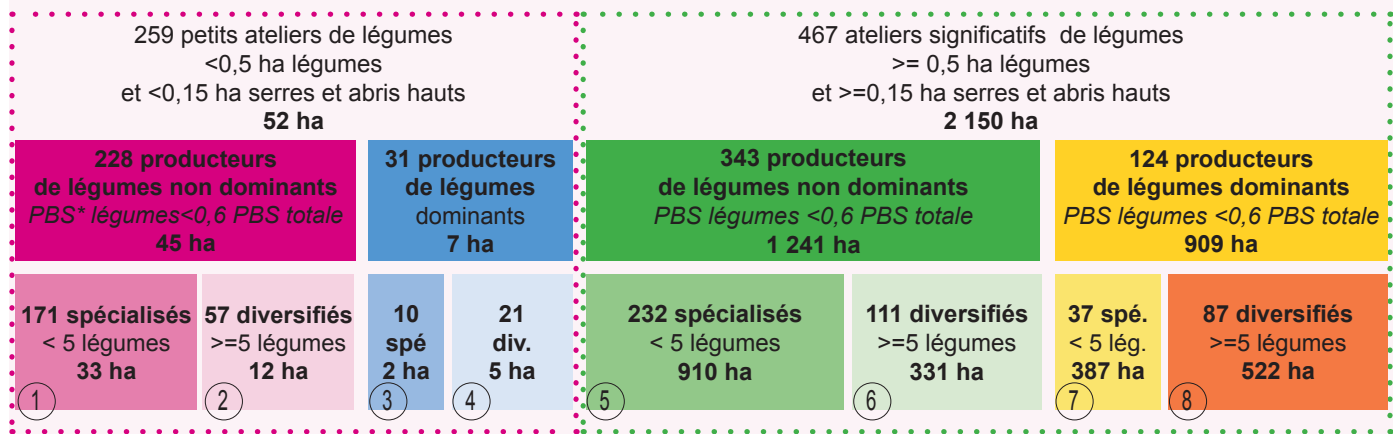 259 petits ateliers de légumes
<0,5 ha légumes
et <0,15 ha serres et abris hauts
52 ha
467 ateliers significatifs de légumes
>= 0,5 ha légumes
et >=0,15 ha serres et abris hauts
2 150 ha
228 producteurs
de légumes non dominants
PBS* légumes<0,6 PBS totale
45 ha
31 producteurs
de légumes
dominants
7 ha
343 producteurs
de légumes non dominants
PBS légumes <0,6 PBS totale
1 241 ha
124 producteurs
de légumes dominants
PBS légumes <0,6 PBS totale
909 ha
171 spécialisés
< 5 légumes
33 ha
1
57 diversifiés
>=5 légumes
12 ha
2
10
spé
2 ha
3
21
div.
5 ha
4
232 spécialisés
< 5 légumes
910 ha
5
111 diversifiés
>=5 légumes
331 ha
6
37 spé.
< 5 lég.
387 ha
7
87 diversifiés
>=5 légumes
522 ha
8